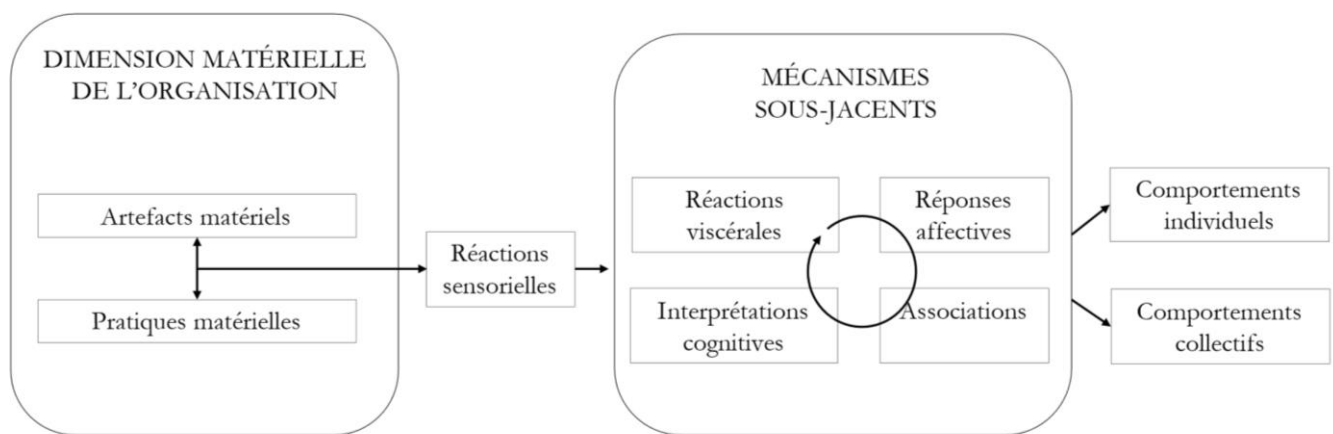 DIMENSION MATÉRIELLE
DE L'ORGANISATION
Artefacts matériels
Pratiques matérielles
Réactions
sensorielles
MÉCANISMES
SOUS-JACENTS
Réactions
viscérales
Réponses
affectives
Interprétations
cognitives
Associations
Comportements
individuels
Comportements
collectifs